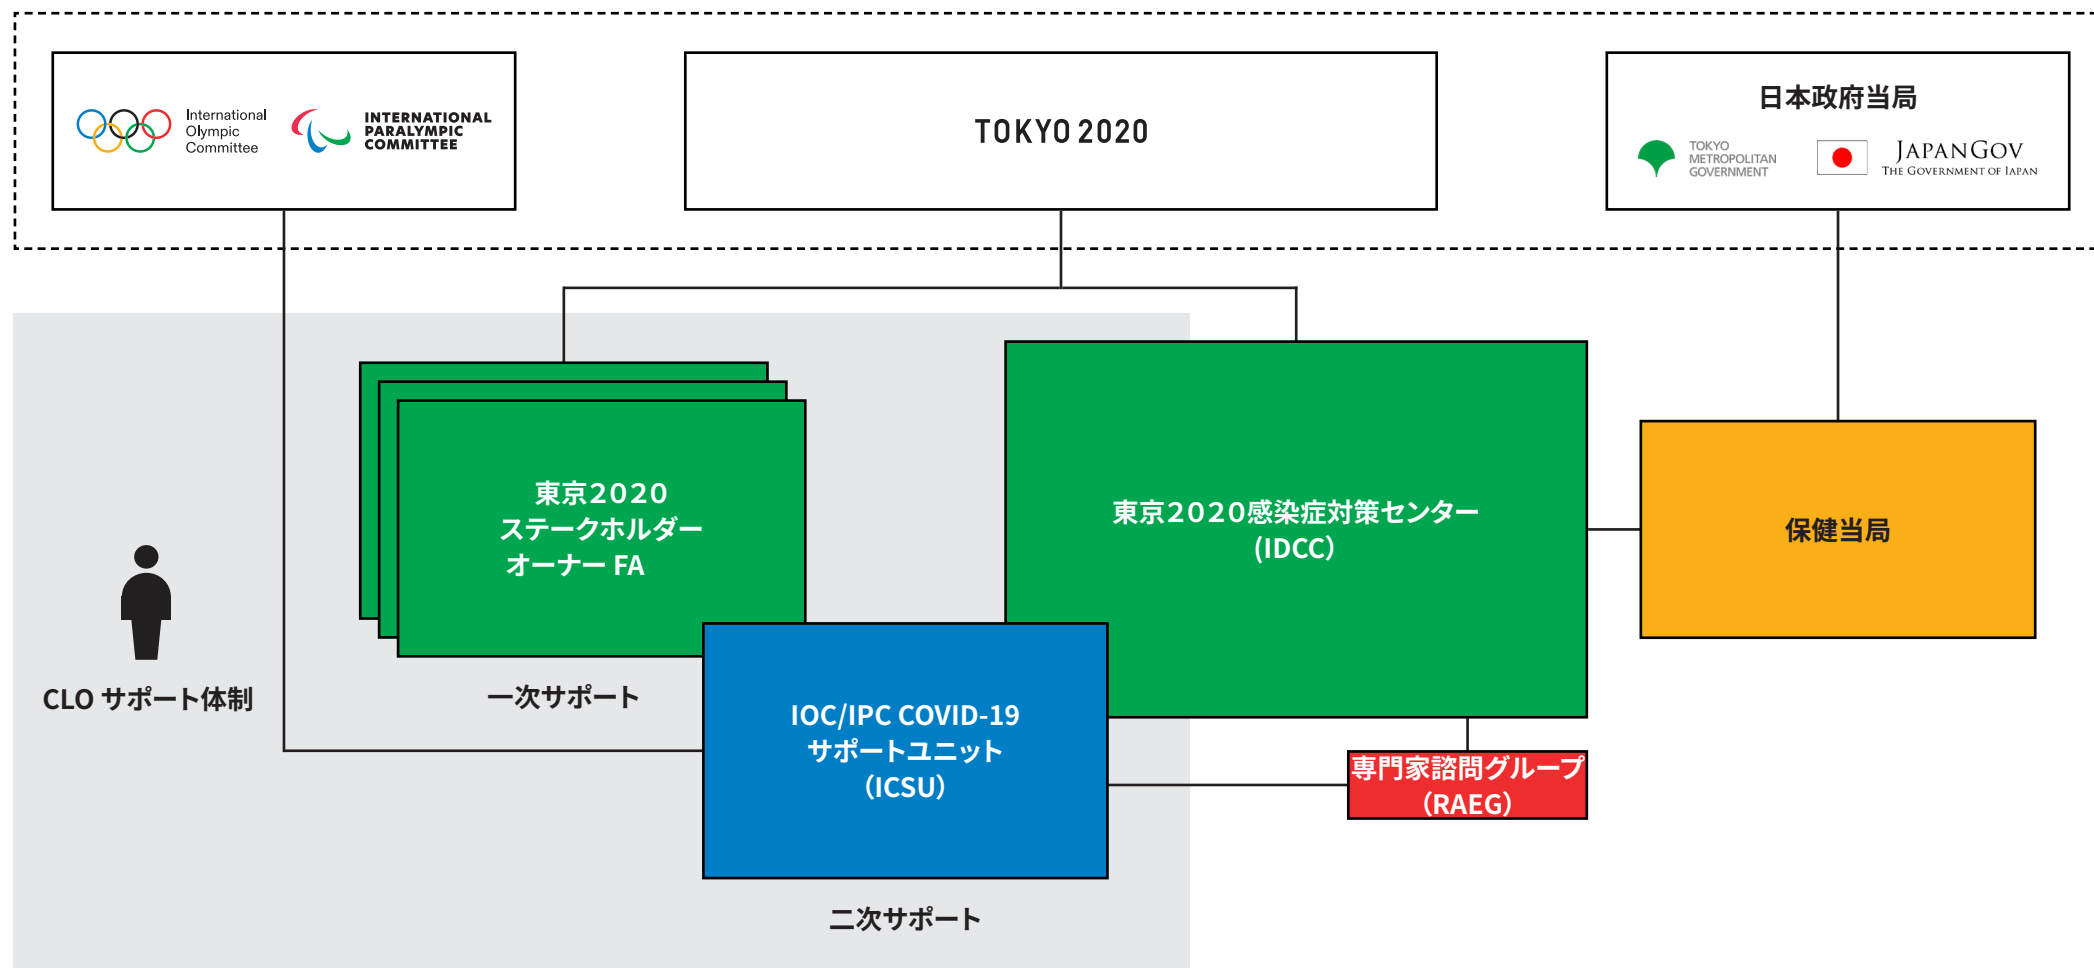 International
Olympic
Committee
INTERNATIONAL
PARALYMPIC
COMMITTEE
TOKYO 2020
日本政府当局
TOKYO
METROPOLITAN
GOVERNMENT
JAPANGOV
THE GOVERNMENT OF JAPAN
東京2020
ステークホルダー
オーナー FA
東京2020感染症対策センター
(IDCC)
保健当局
CLO サポート体制
一次サポート
IOC/IPC COVID-19
サポートユニット
(ICSU)
専門家諮問グループ
(RAEG)
二次サポート